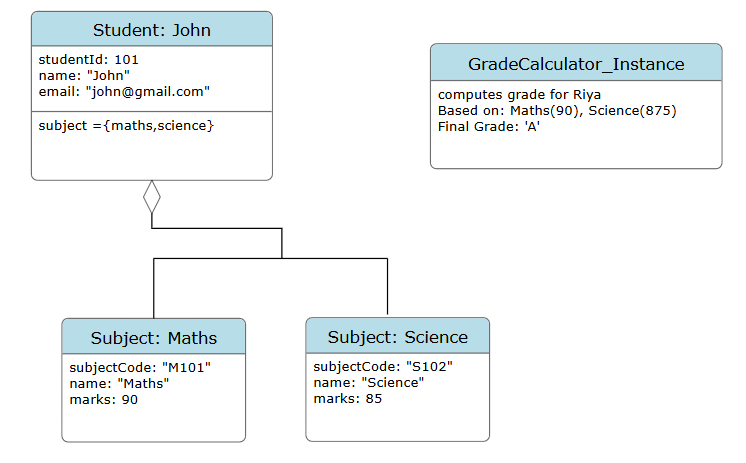 Student: John
studentId: 101
name: "John"
email: "john@gmail.com"
subject ={maths,science}
GradeCalculator_Instance
computes grade for Riya
Based on: Maths(90), Science(875)
Final Grade: 'A'
Subject: Maths
subjectCode: "M101"
name: "Maths"
marks: 90
Subject: Science
subjectCode: "S102"
name: "Science"
marks: 85